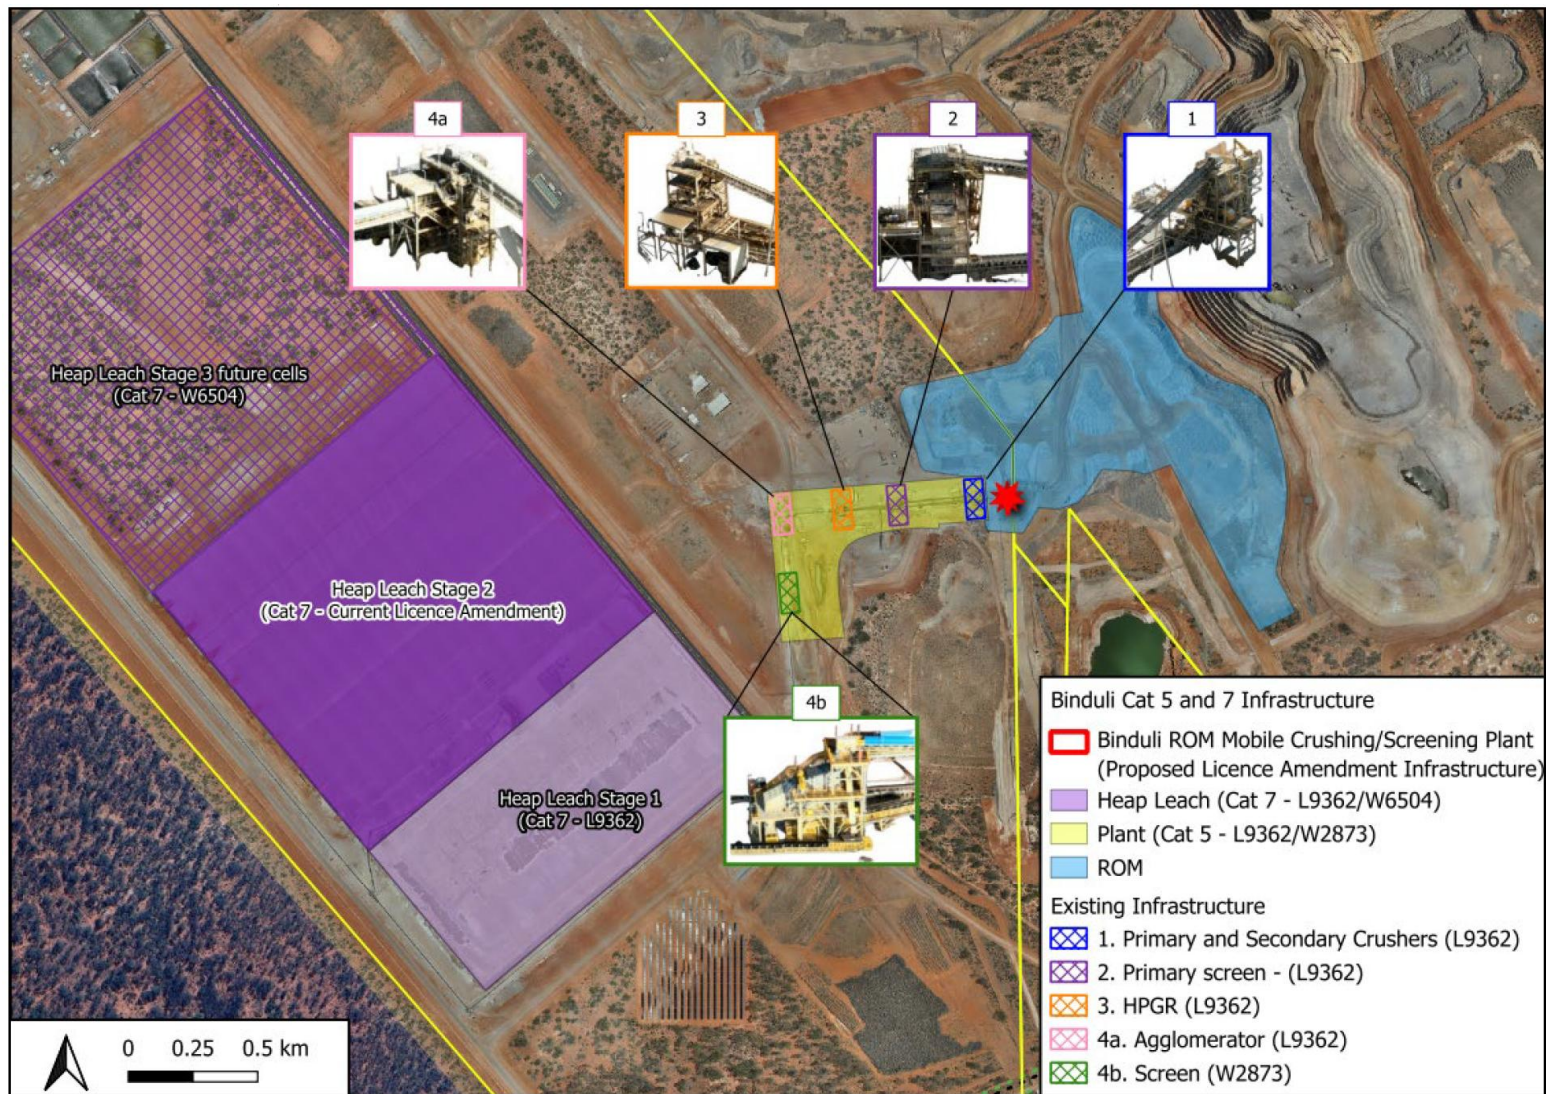 4a
3
2
1
Heap Leach Stage 3 future cells
(Cat 7 - W6504)
Heap Leach Stage 2
(Cat 7 - Current Licence Amendment)
4b
Heap Leach Stage 1
(Cat 7 - L9362)
Binduli Cat 5 and 7 Infrastructure
Binduli ROM Mobile Crushing/Screening Plant
(Proposed Licence Amendment Infrastructure)
Heap Leach (Cat 7 - L9362/W6504)
Plant (Cat 5 - L9362/W2873)
ROM
Existing Infrastructure
1. Primary and Secondary Crushers (L9362)
2. Primary screen - (L9362)
3. HPGR (L9362)
4a. Agglomerator (L9362)
4b. Screen (W2873)
0 0.25 0.5 km